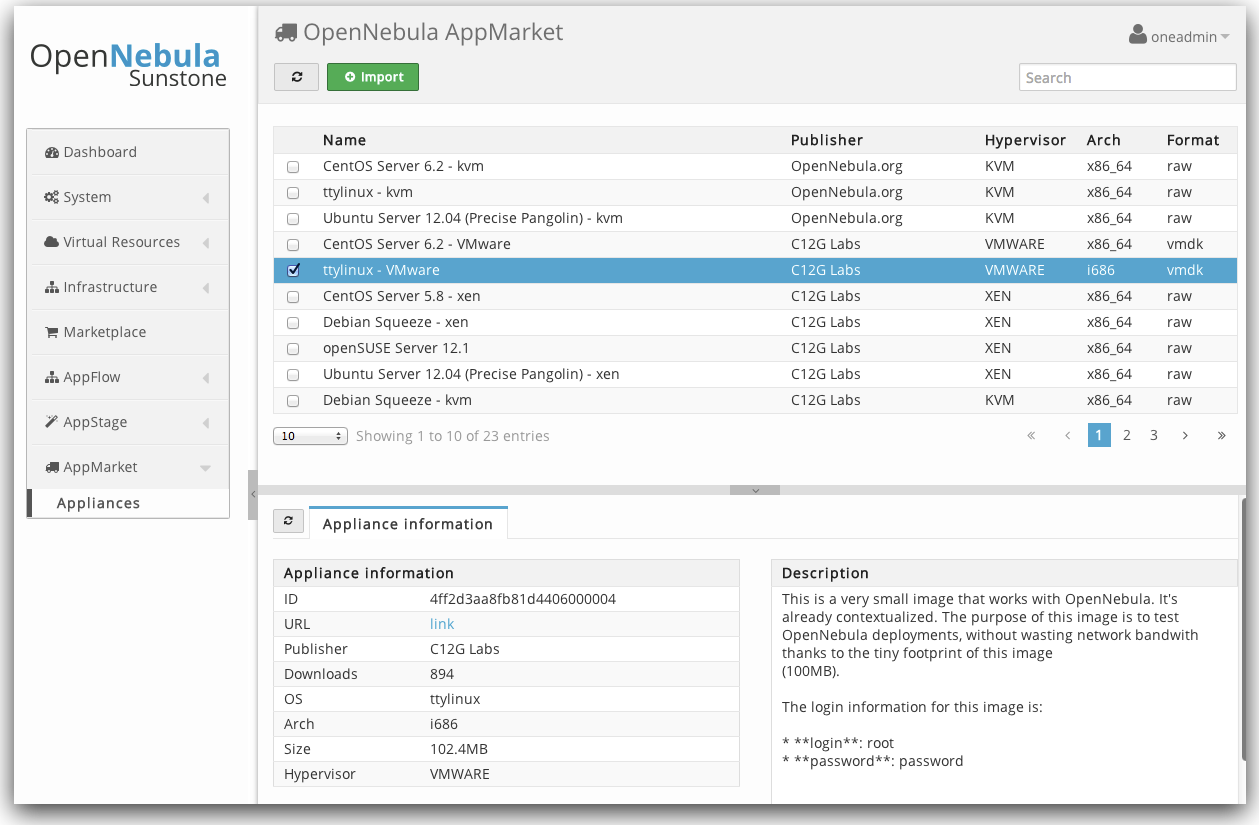 OpenNebula
Sunstone
Dashboard
System
Virtual Resources
Infrastructure
Marketplace
AppFlow
AppStage
AppMarket
Appliances
OpenNebula AppMarket
oneadmin
Import
Search
Name Publisher Hypervisor Arch Format
CentOS Server 6.2 - kvm OpenNebula.org KVM x86_64 raw
ttylinux - kvm OpenNebula.org KVM x86_64 raw
Ubuntu Server 12.04 (Precise Pangolin) - kvm OpenNebula.org KVM x86_64 raw
CentOS Server 6.2 - VMware C12G Labs VMWARE x86_64 vmdk
ttylinux - VMware C12G Labs VMWARE i686 vmdk
CentOS Server 5.8 - xen C12G Labs XEN x86_64 raw
Debian Squeeze - xen C12G Labs XEN x86_64 raw
openSUSE Server 12.1 C12G Labs XEN x86_64 raw
Ubuntu Server 12.04 (Precise Pangolin) - xen C12G Labs XEN x86_64 raw
Debian Squeeze - kvm C12G Labs KVM x86_64 raw
10 Showing 1 to 10 of 23 entries « ‹ 1 2 3 › »
Appliance information
Appliance information
ID 4ff2d3aa8fb81d4406000004
URL link
Publisher C12G Labs
Downloads 894
OS ttylinux
Arch i686
Size 102.4MB
Hypervisor VMWARE
Description
This is a very small image that works with OpenNebula. It's
already contextualized. The purpose of this image is to test
OpenNebula deployments, without wasting network bandwith
thanks to the tiny footprint of this image
(100MB).
The login information for this image is:
* **login**: root
* **password**: password